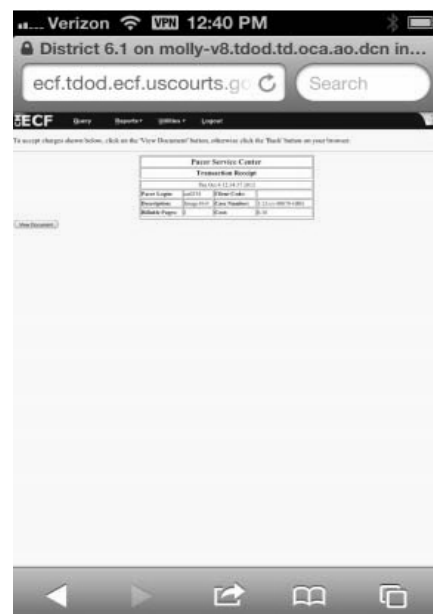 Verizon VPN 12:40 PM
District 6.1 on molly-v8.tdod.td.oca.ao.dcn in...
ecf.tdod.ecf.uscourts.go Search
ECF Query Reports Utilities Logout
To accept charges shown below, click on the 'View Document' button, otherwise click the 'Back' button on your browser.
Pacer Service Center
Transaction Receipt
Pacer Login: Client Code:
Description: Case Number:
Billable Pages: Cost:
View Document